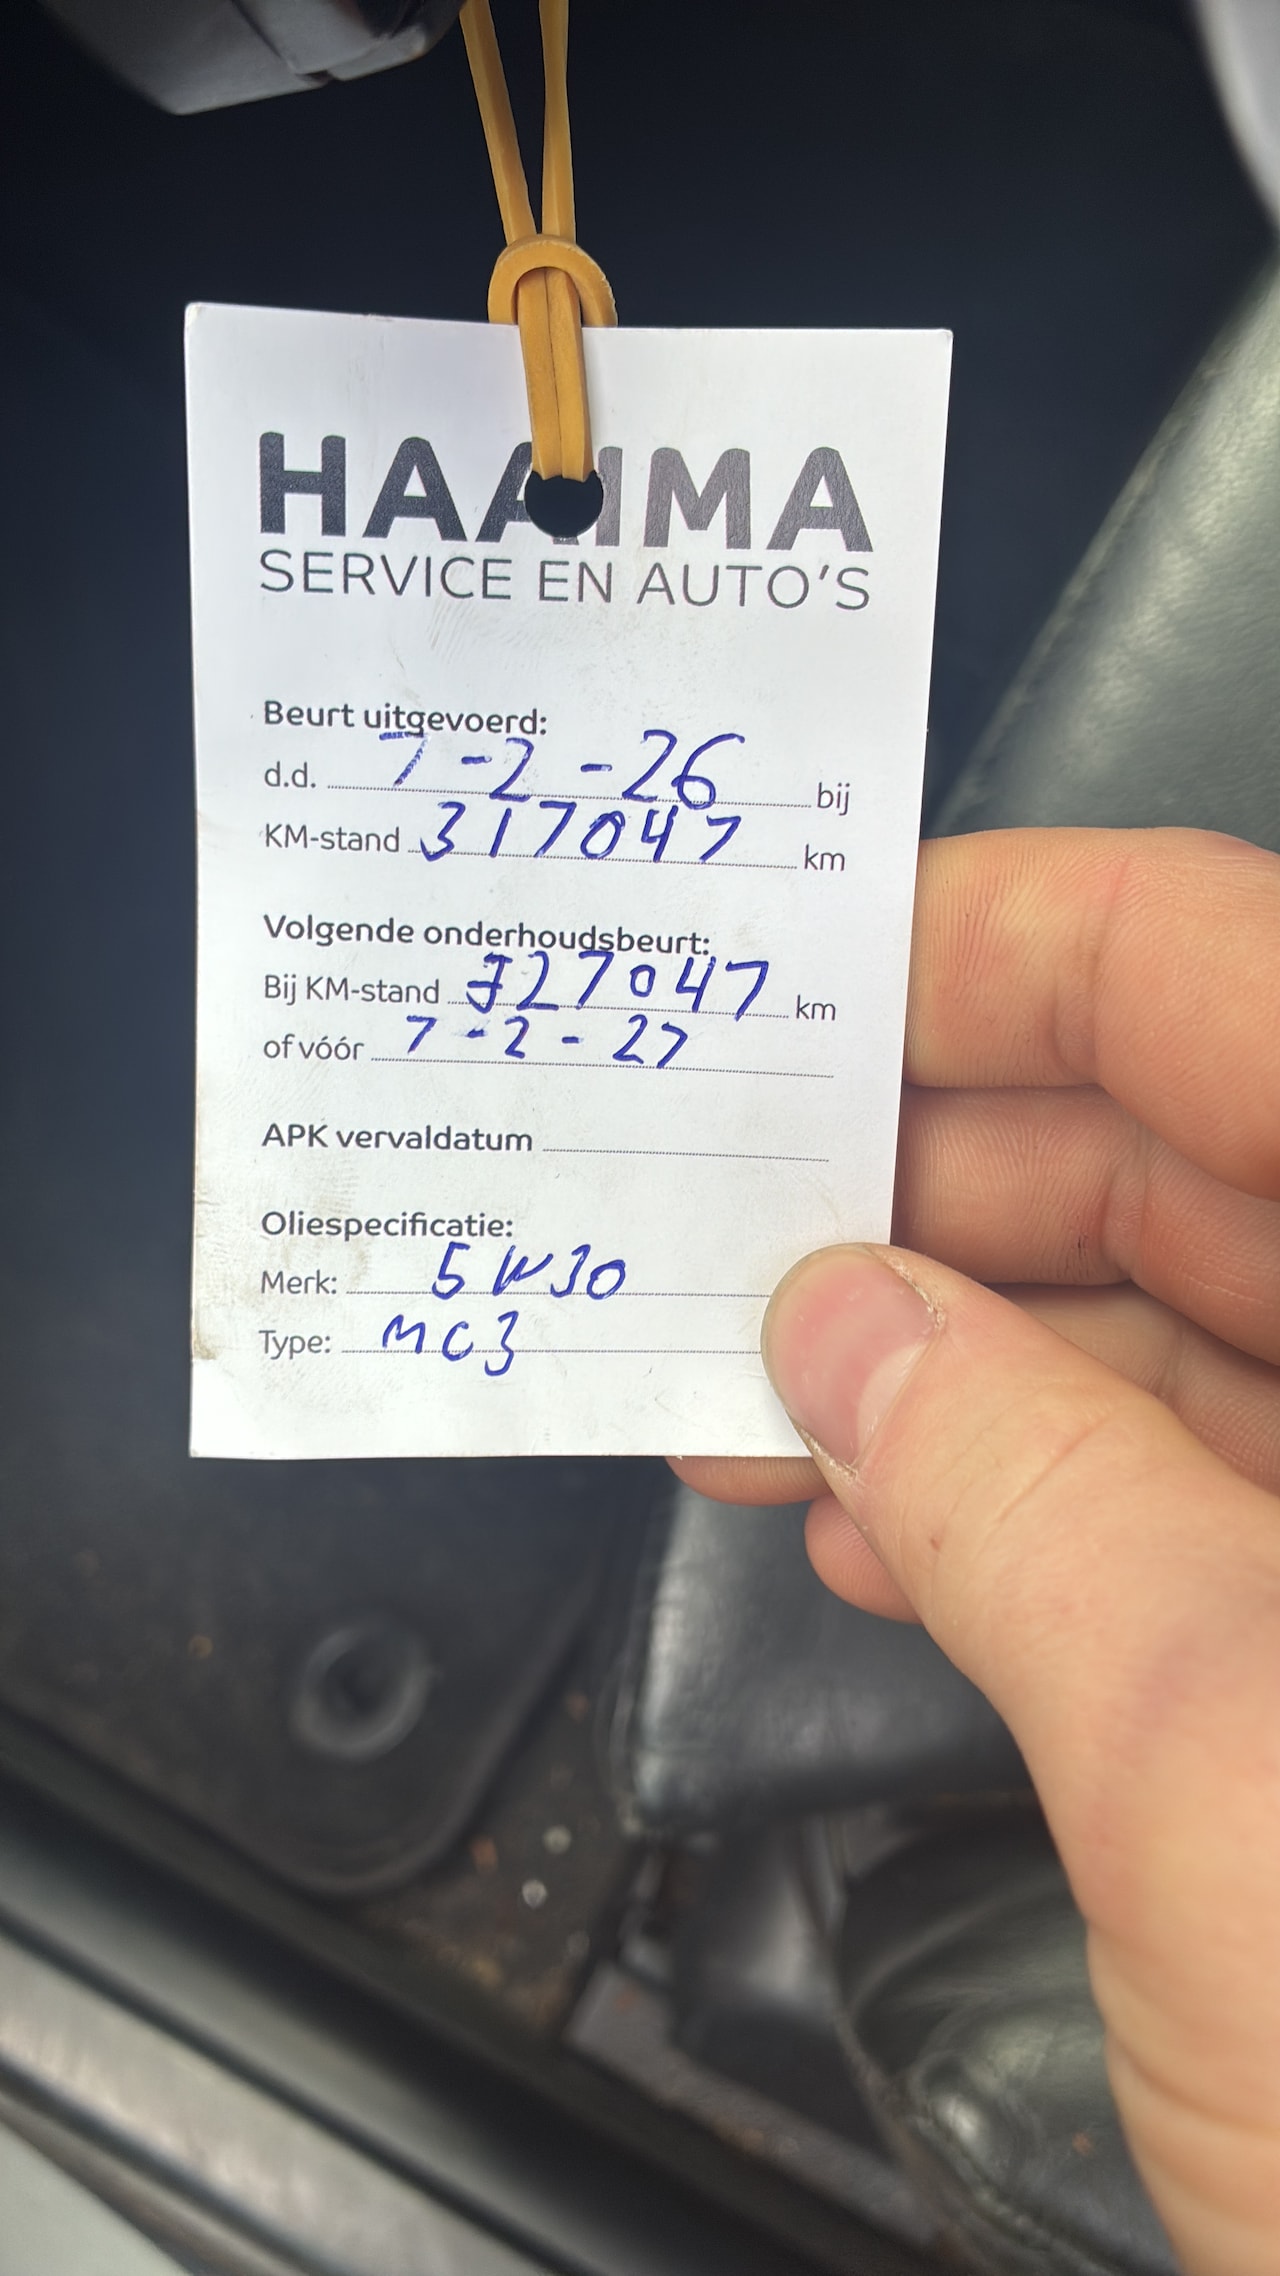 HAAIMA
SERVICE EN AUTO'S
Beurt uitgevoerd:
d.d. 7-2-26 bij
KM-stand 317047 km
Volgende onderhoudsbeurt:
Bij KM-stand 327047 km
of vóór 7-2-27
APK vervaldatum
Oliespecificatie:
Merk: 5W30
Type: MC3